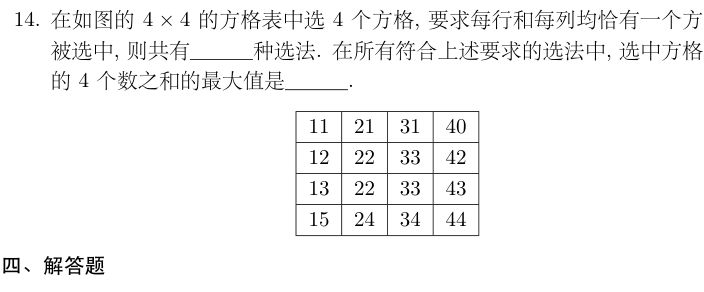 14. 在如图的 4 × 4 的方格表中选 4 个方格, 要求每行和每列均恰有一个方
被选中, 则共有______种选法. 在所有符合上述要求的选法中, 选中方格
的 4 个数之和的最大值是______.
11 21 31 40
12 22 33 42
13 22 33 43
15 24 34 44
四、解答题